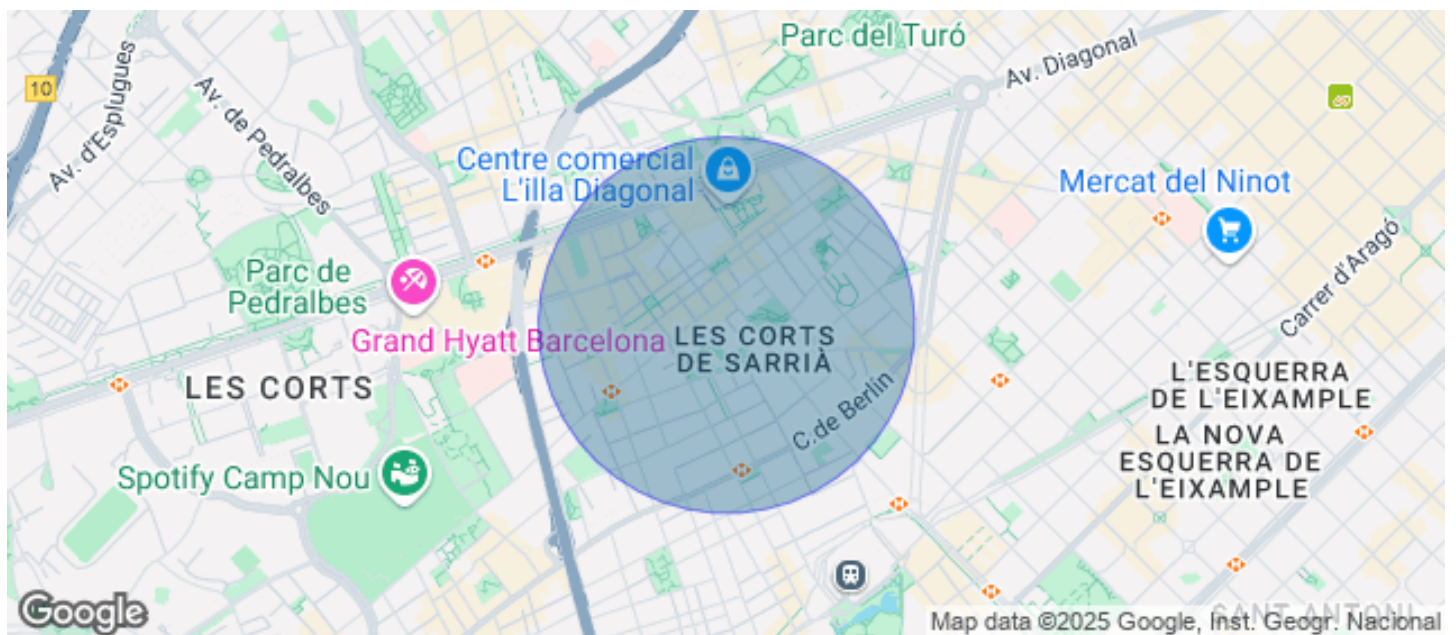 Parc del Turó
Av. Diagonal
10
Av. d'Esplugues
Av. de Pedralbes
Centre comercial
L'illa Diagonal
Mercat del Ninot
Carrer d'Aragó
Parc de
Pedralbes
Grand Hyatt Barcelona
LES CORTS
DE SARRIÀ
LES CORTS
C. de Berlín
L'ESQUERRA
DE L'EIXAMPLE
LA NOVA
ESQUERRA DE
L'EIXAMPLE
Spotify Camp Nou
SANT ANTONI
Google
Map data ©2025 Google, Inst. Geogr. Nacional